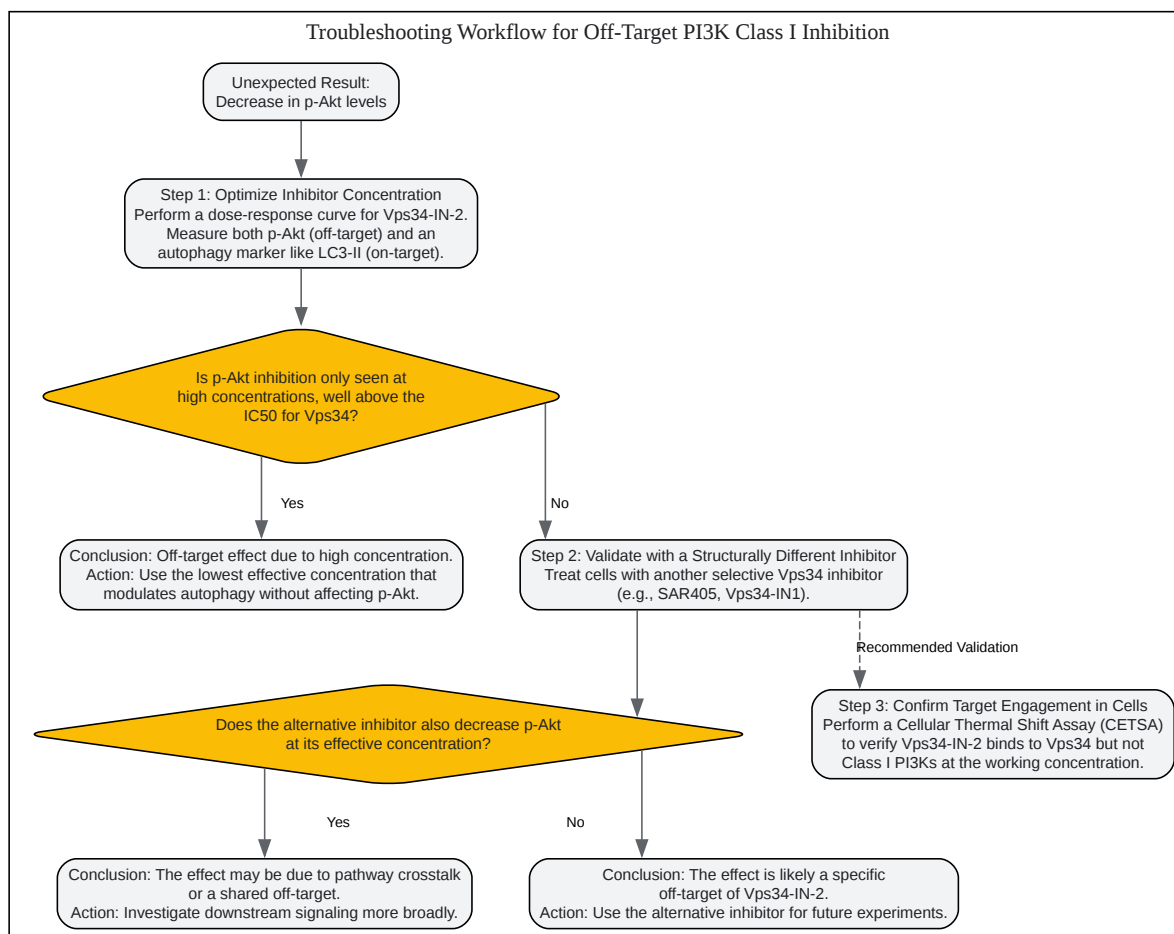 Troubleshooting Workflow for Off-Target PI3K Class I Inhibition
Unexpected Result:
Decrease in p-Akt levels
Step 1: Optimize Inhibitor Concentration
Perform a dose-response curve for Vps34-IN-2.
Measure both p-Akt (off-target) and an
autophagy marker like LC3-II (on-target).
Is p-Akt inhibition only seen at
high concentrations, well above the
IC50 for Vps34?
Yes
No
Conclusion: Off-target effect due to high concentration.
Action: Use the lowest effective concentration that
modulates autophagy without affecting p-Akt.
Step 2: Validate with a Structurally Different Inhibitor
Treat cells with another selective Vps34 inhibitor
(e.g., SAR405, Vps34-IN1).
Recommended Validation
Does the alternative inhibitor also decrease p-Akt
at its effective concentration?
Step 3: Confirm Target Engagement in Cells
Perform a Cellular Thermal Shift Assay (CETSA)
to verify Vps34-IN-2 binds to Vps34 but not
Class I PI3Ks at the working concentration.
Yes
No
Conclusion: The effect may be due to pathway crosstalk
or a shared off-target.
Action: Investigate downstream signaling more broadly.
Conclusion: The effect is likely a specific
off-target of Vps34-IN-2.
Action: Use the alternative inhibitor for future experiments.